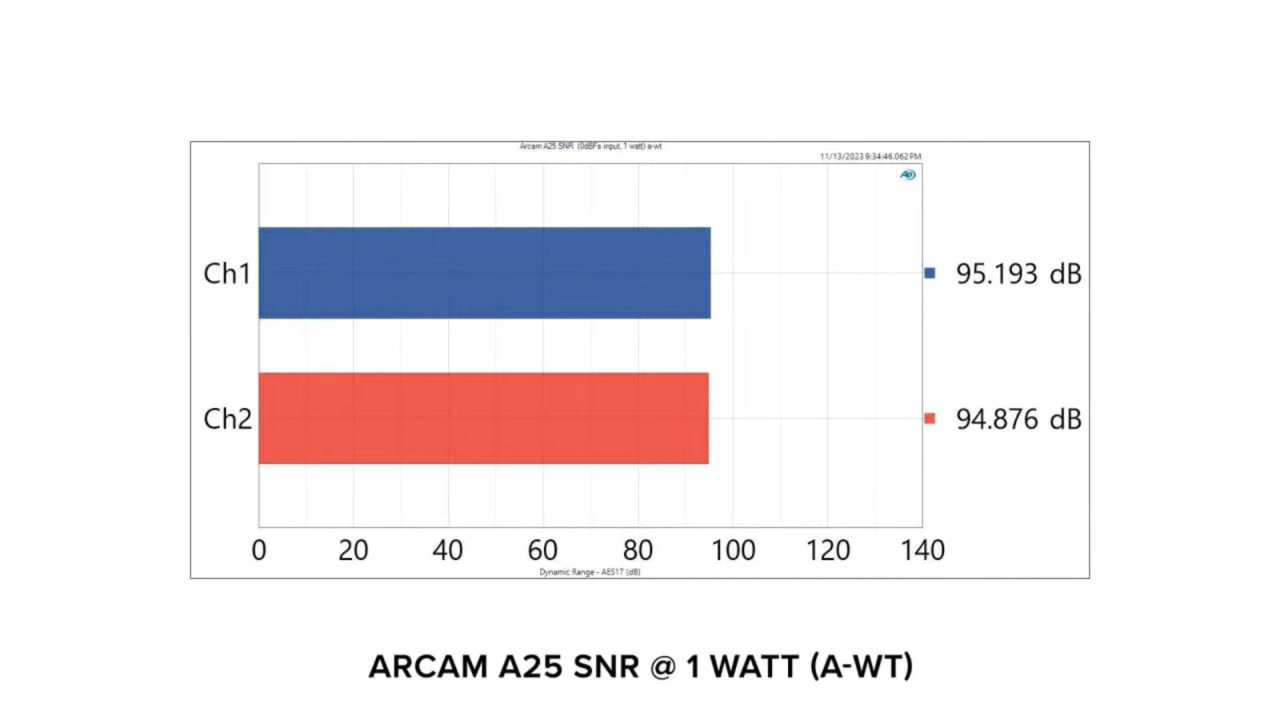 Arcam A25 SNR (0dBFs input, 1 watt) a-wt
11/13/2023 9:34:46.062 PM
AP
Ch1
95.193 dB
Ch2
94.876 dB
0 20 40 60 80 100 120 140
Dynamic Range - AES17 (dB)
ARCAM A25 SNR @ 1 WATT (A-WT)